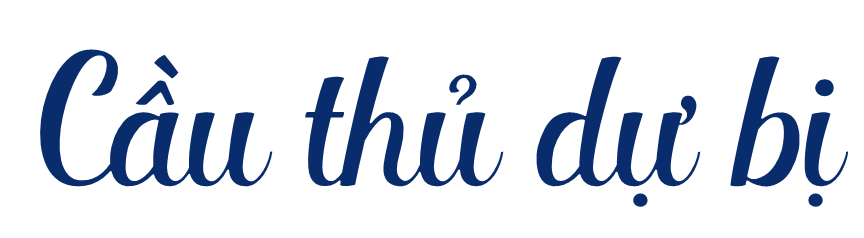 Cầu thủ dự bị